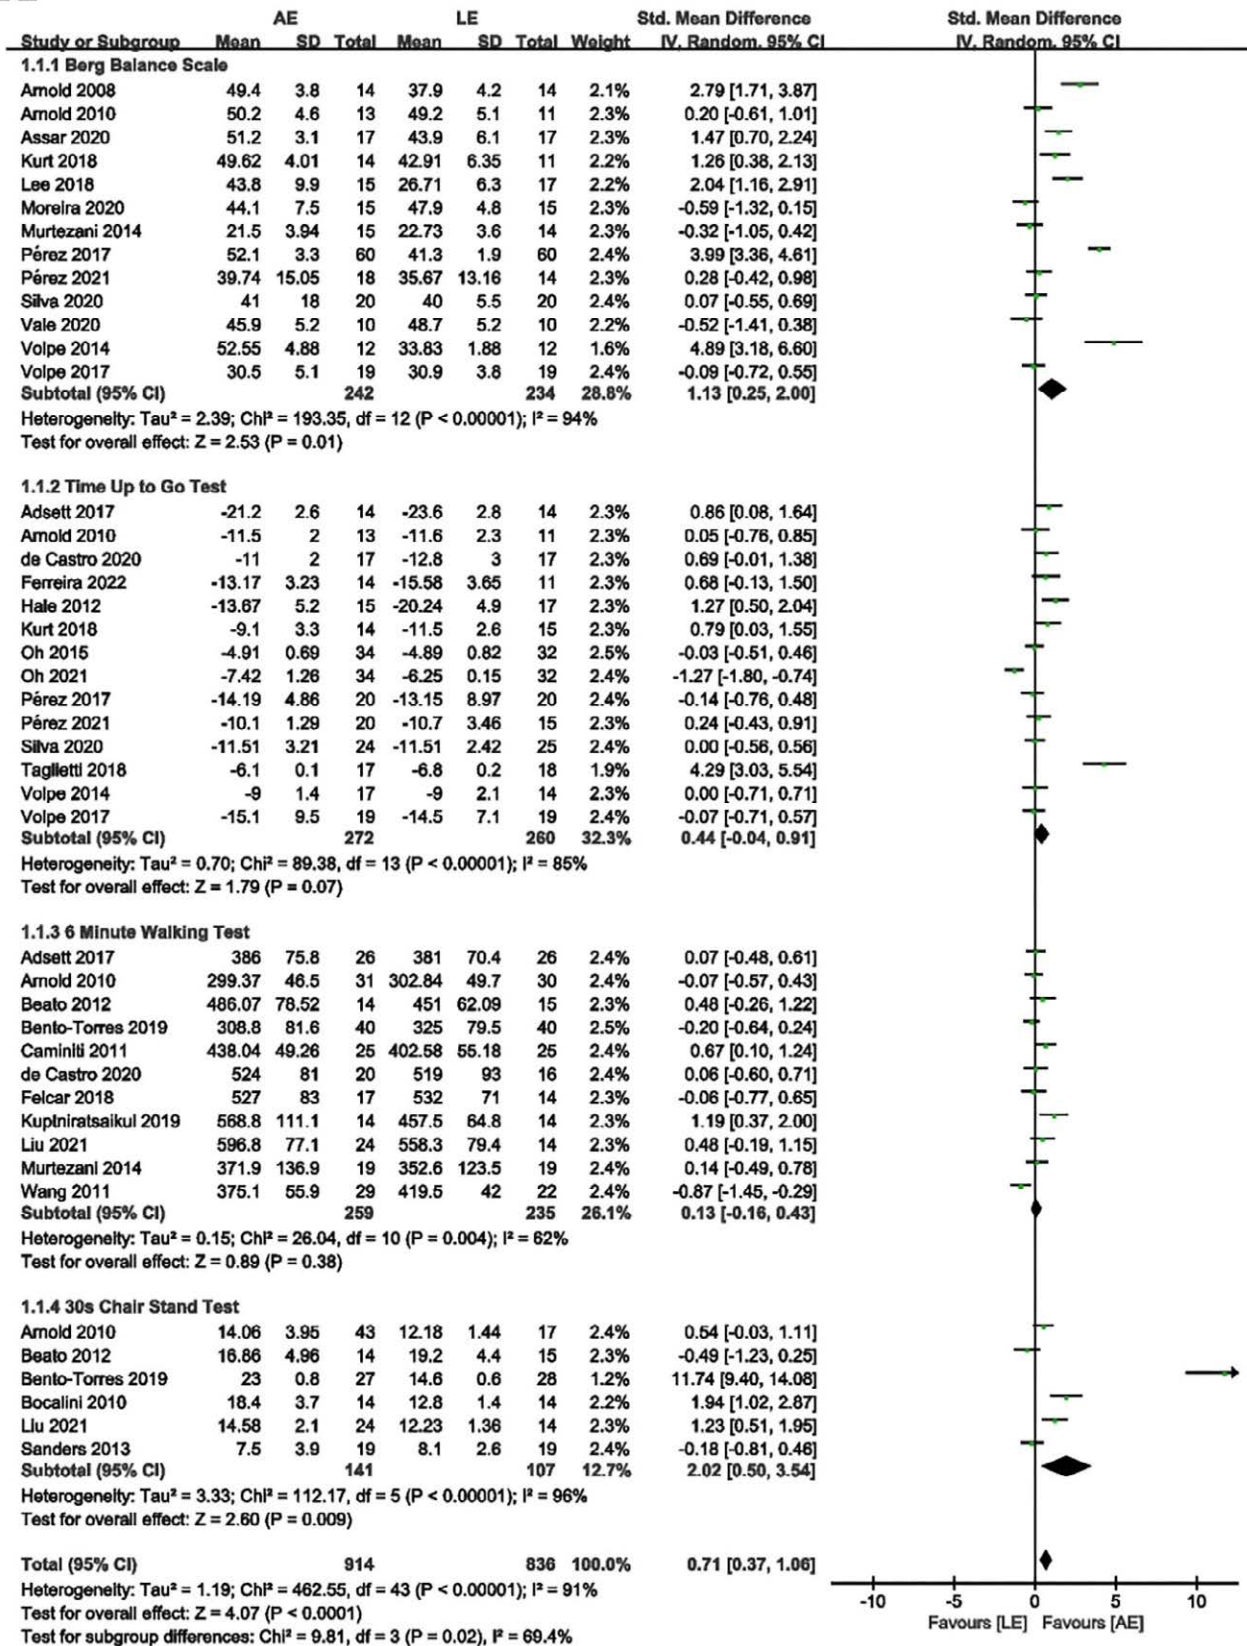 AE LE Std. Mean Difference Std. Mean Difference
Study or Subgroup Mean SD Total Mean SD Total Weight IV, Random, 95% CI IV, Random, 95% CI
1.1.1 Berg Balance Scale
Arnold 2008 49.4 3.8 14 37.9 4.2 14 2.1% 2.79 [1.71, 3.87]
Arnold 2010 50.2 4.6 13 49.2 5.1 11 2.3% 0.20 [-0.61, 1.01]
Assar 2020 51.2 3.1 17 43.9 6.1 17 2.3% 1.47 [0.70, 2.24]
Kurt 2018 49.62 4.01 14 42.91 6.35 11 2.2% 1.26 [0.38, 2.13]
Lee 2018 43.8 9.9 15 26.71 6.3 17 2.2% 2.04 [1.16, 2.91]
Moreira 2020 44.1 7.5 15 47.9 4.8 15 2.3% -0.59 [-1.32, 0.15]
Murtezani 2014 21.5 3.94 15 22.73 3.6 14 2.3% -0.32 [-1.05, 0.42]
Pérez 2017 52.1 3.3 60 41.3 1.9 60 2.4% 3.99 [3.36, 4.61]
Pérez 2021 39.74 15.05 18 35.67 13.16 14 2.3% 0.28 [-0.42, 0.98]
Silva 2020 41 18 20 40 5.5 20 2.4% 0.07 [-0.55, 0.69]
Vale 2020 45.9 5.2 10 48.7 5.2 10 2.2% -0.52 [-1.41, 0.38]
Volpe 2014 52.55 4.88 12 33.83 1.88 12 1.6% 4.89 [3.18, 6.60]
Volpe 2017 30.5 5.1 19 30.9 3.8 19 2.4% -0.09 [-0.72, 0.55]
Subtotal (95% CI) 242 234 28.8% 1.13 [0.25, 2.00]
Heterogeneity: Tau² = 2.39; Chi² = 193.35, df = 12 (P < 0.00001); I² = 94%
Test for overall effect: Z = 2.53 (P = 0.01)
1.1.2 Time Up to Go Test
Adsett 2017 -21.2 2.6 14 -23.6 2.8 14 2.3% 0.86 [0.08, 1.64]
Arnold 2010 -11.5 2 13 -11.6 2.3 11 2.3% 0.05 [-0.76, 0.85]
de Castro 2020 -11 2 17 -12.8 3 17 2.3% 0.69 [-0.01, 1.38]
Ferreira 2022 -13.17 3.23 14 -15.58 3.65 11 2.3% 0.68 [-0.13, 1.50]
Hale 2012 -13.67 5.2 15 -20.24 4.9 17 2.3% 1.27 [0.50, 2.04]
Kurt 2018 -9.1 3.3 14 -11.5 2.6 15 2.3% 0.79 [0.03, 1.55]
Oh 2015 -4.91 0.69 34 -4.89 0.82 32 2.5% -0.03 [-0.51, 0.46]
Oh 2021 -7.42 1.26 34 -6.25 0.15 32 2.4% -1.27 [-1.80, -0.74]
Pérez 2017 -14.19 4.86 20 -13.15 8.97 20 2.4% -0.14 [-0.76, 0.48]
Pérez 2021 -10.1 1.29 20 -10.7 3.46 15 2.3% 0.24 [-0.43, 0.91]
Silva 2020 -11.51 3.21 24 -11.51 2.42 25 2.4% 0.00 [-0.56, 0.56]
Taglietti 2018 -6.1 0.1 17 -6.8 0.2 18 1.9% 4.29 [3.03, 5.54]
Volpe 2014 -9 1.4 17 -9 2.1 14 2.3% 0.00 [-0.71, 0.71]
Volpe 2017 -15.1 9.5 19 -14.5 7.1 19 2.4% -0.07 [-0.71, 0.57]
Subtotal (95% CI) 272 260 32.3% 0.44 [-0.04, 0.91]
Heterogeneity: Tau² = 0.70; Chi² = 89.38, df = 13 (P < 0.00001); I² = 85%
Test for overall effect: Z = 1.79 (P = 0.07)
1.1.3 6 Minute Walking Test
Adsett 2017 386 75.8 26 381 70.4 26 2.4% 0.07 [-0.48, 0.61]
Arnold 2010 299.37 46.5 31 302.84 49.7 30 2.4% -0.07 [-0.57, 0.43]
Beato 2012 486.07 78.52 14 451 62.09 15 2.3% 0.48 [-0.26, 1.22]
Bento-Torres 2019 308.8 81.6 40 325 79.5 40 2.5% -0.20 [-0.64, 0.24]
Caminiti 2011 438.04 49.26 25 402.58 55.18 25 2.4% 0.67 [0.10, 1.24]
de Castro 2020 524 81 20 519 93 16 2.4% 0.06 [-0.60, 0.71]
Felcar 2018 527 83 17 532 71 14 2.3% -0.06 [-0.77, 0.65]
Kuptniratsaikul 2019 568.8 111.1 14 457.5 64.8 14 2.3% 1.19 [0.37, 2.00]
Liu 2021 596.8 77.1 24 558.3 79.4 14 2.3% 0.48 [-0.19, 1.15]
Murtezani 2014 371.9 136.9 19 352.6 123.5 19 2.4% 0.14 [-0.49, 0.78]
Wang 2011 375.1 55.9 29 419.5 42 22 2.4% -0.87 [-1.45, -0.29]
Subtotal (95% CI) 259 235 26.1% 0.13 [-0.16, 0.43]
Heterogeneity: Tau² = 0.15; Chi² = 26.04, df = 10 (P = 0.004); I² = 62%
Test for overall effect: Z = 0.89 (P = 0.38)
1.1.4 30s Chair Stand Test
Arnold 2010 14.06 3.95 43 12.18 1.44 17 2.4% 0.54 [-0.03, 1.11]
Beato 2012 16.86 4.96 14 19.2 4.4 15 2.3% -0.49 [-1.23, 0.25]
Bento-Torres 2019 23 0.8 27 14.6 0.6 28 1.2% 11.74 [9.40, 14.08]
Bocalini 2010 18.4 3.7 14 12.8 1.4 14 2.2% 1.94 [1.02, 2.87]
Liu 2021 14.58 2.1 24 12.23 1.36 14 2.3% 1.23 [0.51, 1.95]
Sanders 2013 7.5 3.9 19 8.1 2.6 19 2.4% -0.18 [-0.81, 0.46]
Subtotal (95% CI) 141 107 12.7% 2.02 [0.50, 3.54]
Heterogeneity: Tau² = 3.33; Chi² = 112.17, df = 5 (P < 0.00001); I² = 96%
Test for overall effect: Z = 2.60 (P = 0.009)
Total (95% CI) 914 836 100.0% 0.71 [0.37, 1.06]
Heterogeneity: Tau² = 1.19; Chi² = 462.55, df = 43 (P < 0.00001); I² = 91%
Test for overall effect: Z = 4.07 (P < 0.0001)
Test for subgroup differences: Chi² = 9.81, df = 3 (P = 0.02), I² = 69.4%
-10 -5 0 5 10
Favours [LE] Favours [AE]